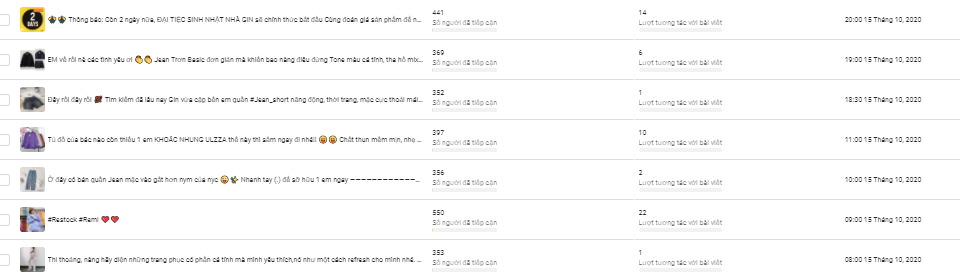 2 DAYS
Thông báo: Còn 2 ngày nữa, ĐẠI TIỆC SINH NHẬT NHÀ GIN sẽ chính thức bắt đầu Cùng đoán giá sản phẩm để n...
441
Số người đã tiếp cận
14
Lượt tương tác với bài viết
20:00 15 Tháng 10, 2020
EM về rồi nè các tình yêu ơi 👏 👏 Jean Trơn Basic đơn giản mà khiến bao nàng điêu đứng Tone màu cá tính, tha hồ mix...
369
Số người đã tiếp cận
6
Lượt tương tác với bài viết
19:00 15 Tháng 10, 2020
Đây rồi đây rồi Tìm kiếm đã lâu nay Gin vừa cập bến em quần #Jean_short năng động, thời trang, mặc cực thoải mái...
352
Số người đã tiếp cận
1
Lượt tương tác với bài viết
18:30 15 Tháng 10, 2020
Tủ đồ của bác nào còn thiếu 1 em KHOÁC NHUNG ULZZA thế này thì sắm ngay đi nhé!! Chất thun mềm mịn, nhẹ ...
397
Số người đã tiếp cận
10
Lượt tương tác với bài viết
11:00 15 Tháng 10, 2020
Ở đây có bán quần Jean mặc vào gắt hơn nym của nyc Nhanh tay (.) để sở hữu 1 em ngay ------------...
356
Số người đã tiếp cận
2
Lượt tương tác với bài viết
10:00 15 Tháng 10, 2020
#Restock #Remi ❤ ❤
550
Số người đã tiếp cận
22
Lượt tương tác với bài viết
09:00 15 Tháng 10, 2020
Thi thoảng, nàng hãy diện những trang phục có phần cá tính mà mình yêu thích,nó như một cách refresh cho mình nhé. ...
353
Số người đã tiếp cận
1
Lượt tương tác với bài viết
08:00 15 Tháng 10, 2020